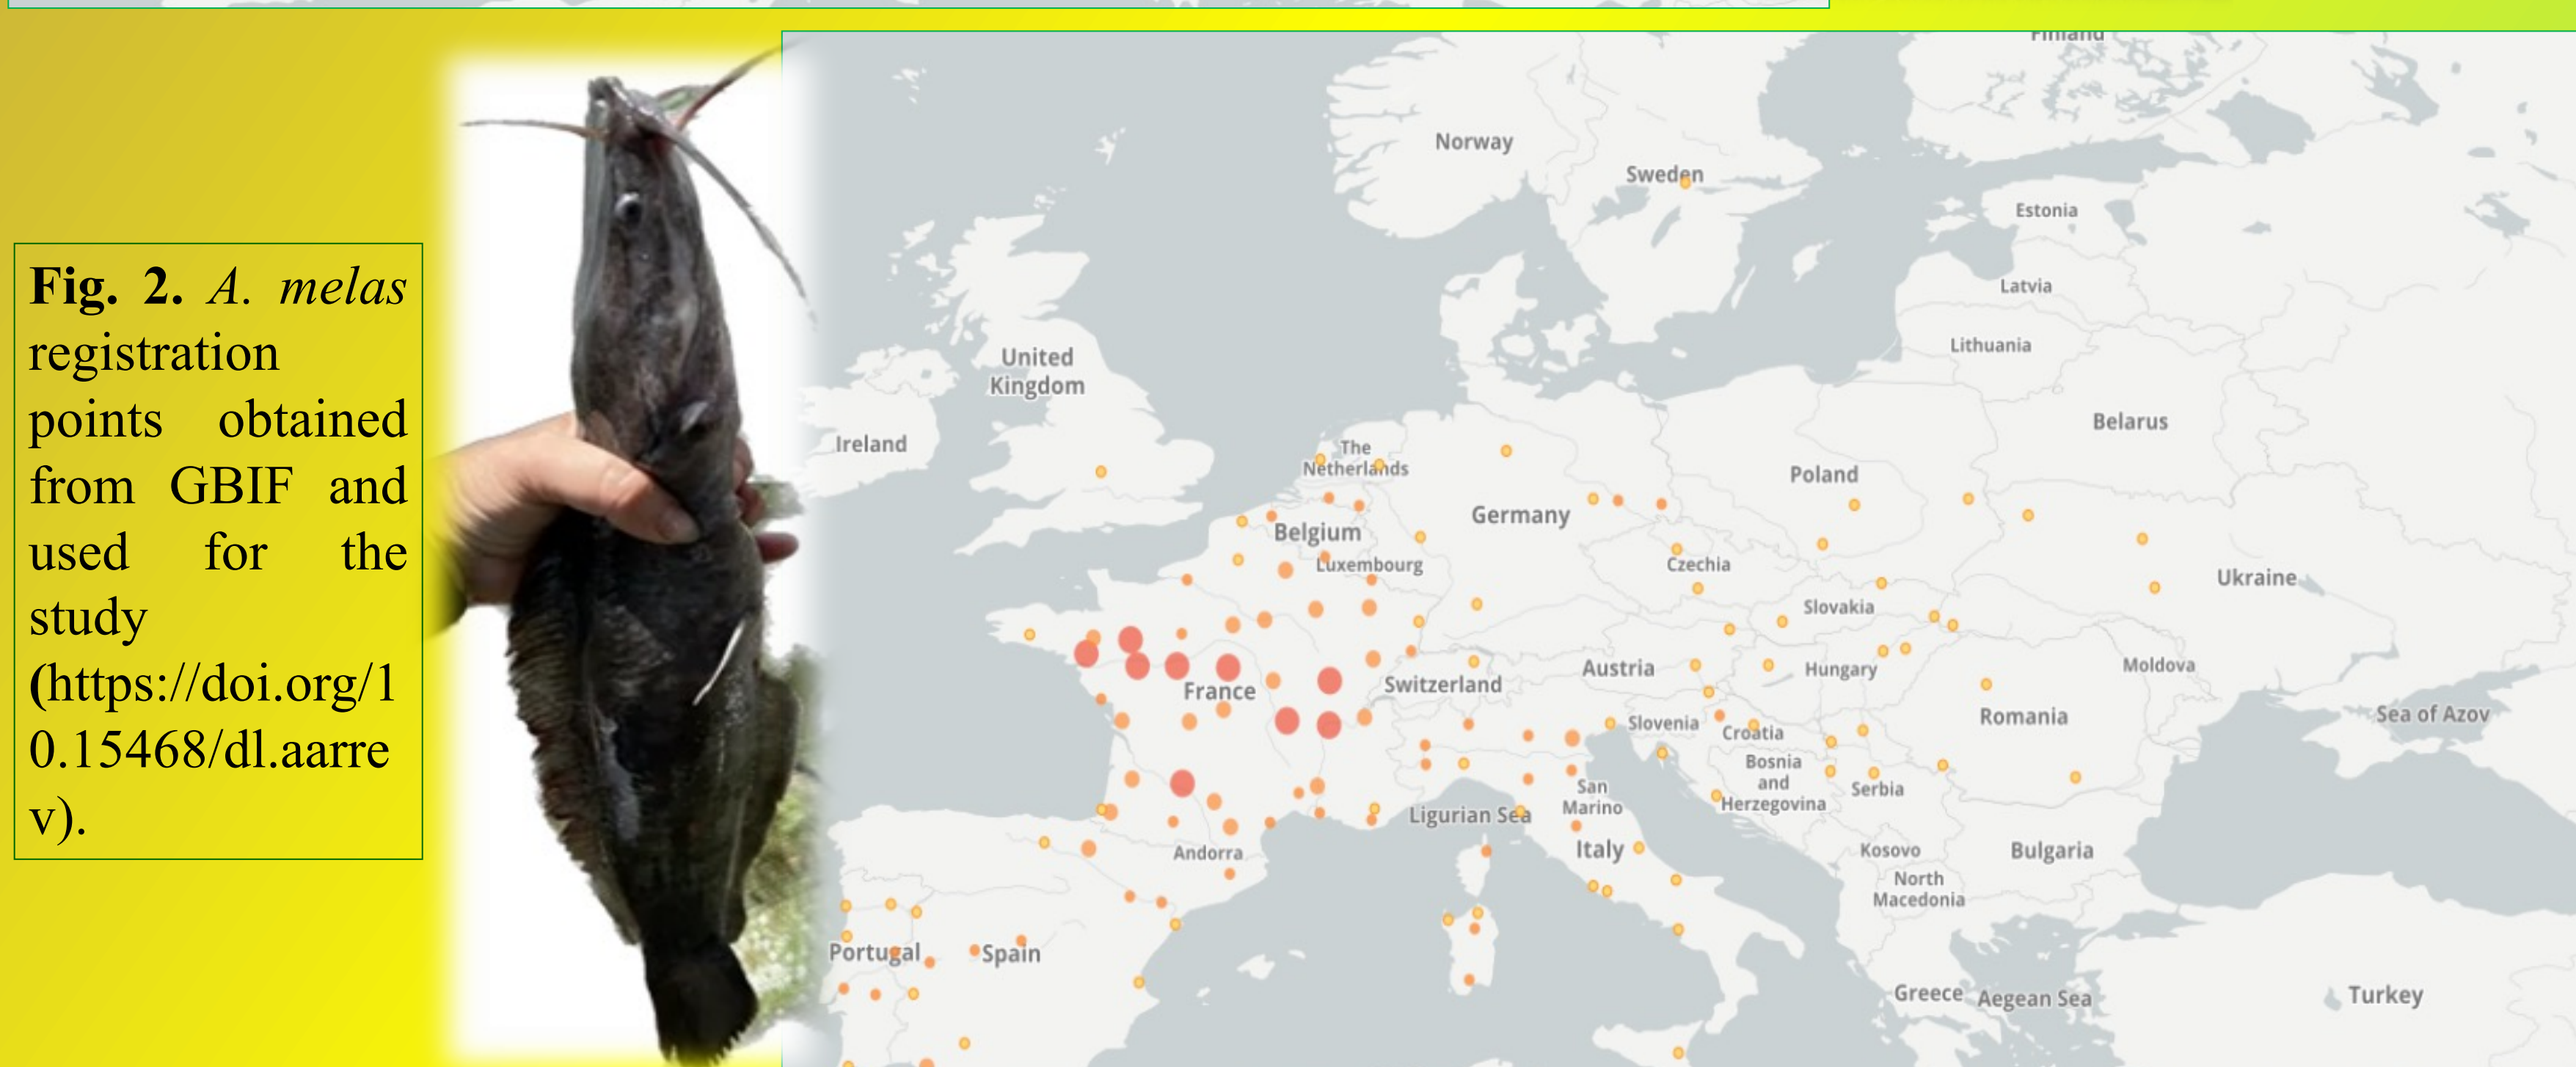 Finland
Norway
Sweden
Estonia
Latvia
Lithuania
United
Kingdom
Ireland
Belarus
The
Netherlands
Poland
Germany
Belgium
Luxembourg
Czechia
Ukraine
Slovakia
France
Switzerland
Austria
Hungary
Moldova
Slovenia
Croatia
Romania
Sea of Azov
Bosnia
and
Herzegovina
Serbia
San
Marino
Ligurian Sea
Andorra
Italy
Kosovo
Bulgaria
North
Macedonia
Portugal
Spain
Greece
Aegean Sea
Turkey
Fig. 2. A. melas
registration
points obtained
from GBIF and
used for the
study
(https://doi.org/1
0.15468/dl.aarre
v).